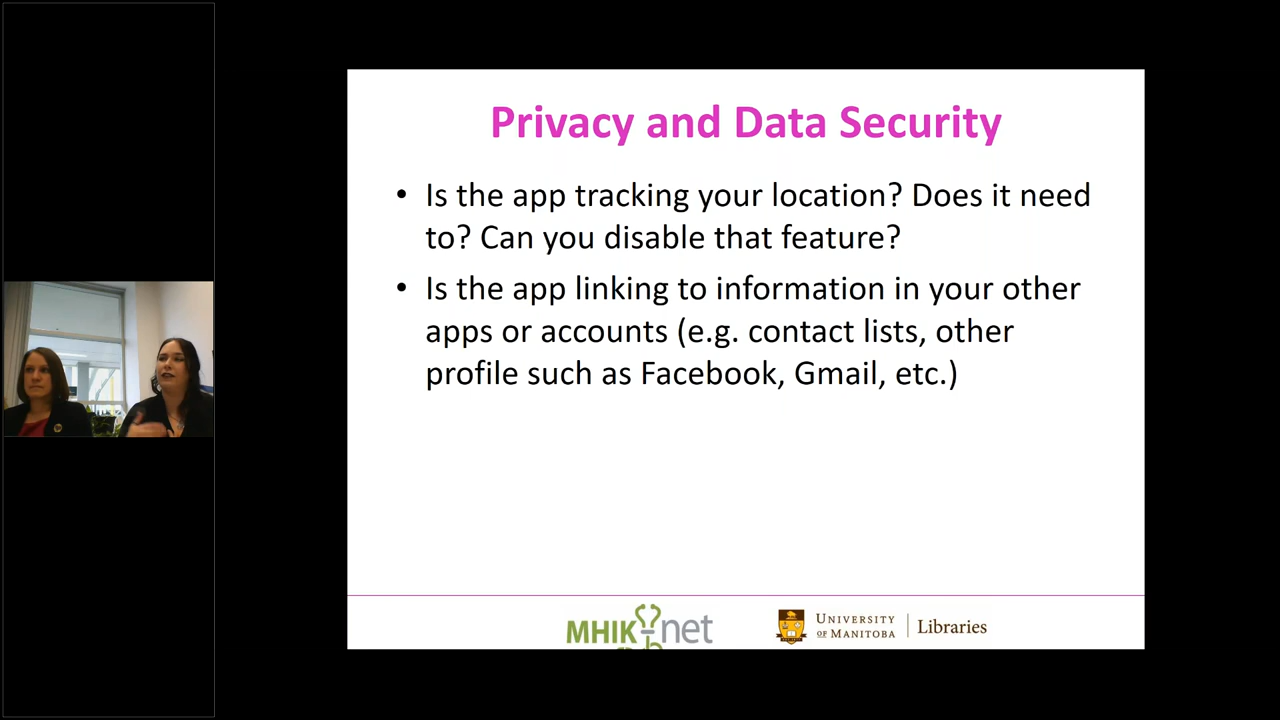 Privacy and Data Security
• Is the app tracking your location? Does it need
to? Can you disable that feature?
• Is the app linking to information in your other
apps or accounts (e.g. contact lists, other
profile such as Facebook, Gmail, etc.)
MHIK-net
UNIVERSITY
OF MANITOBA
Libraries